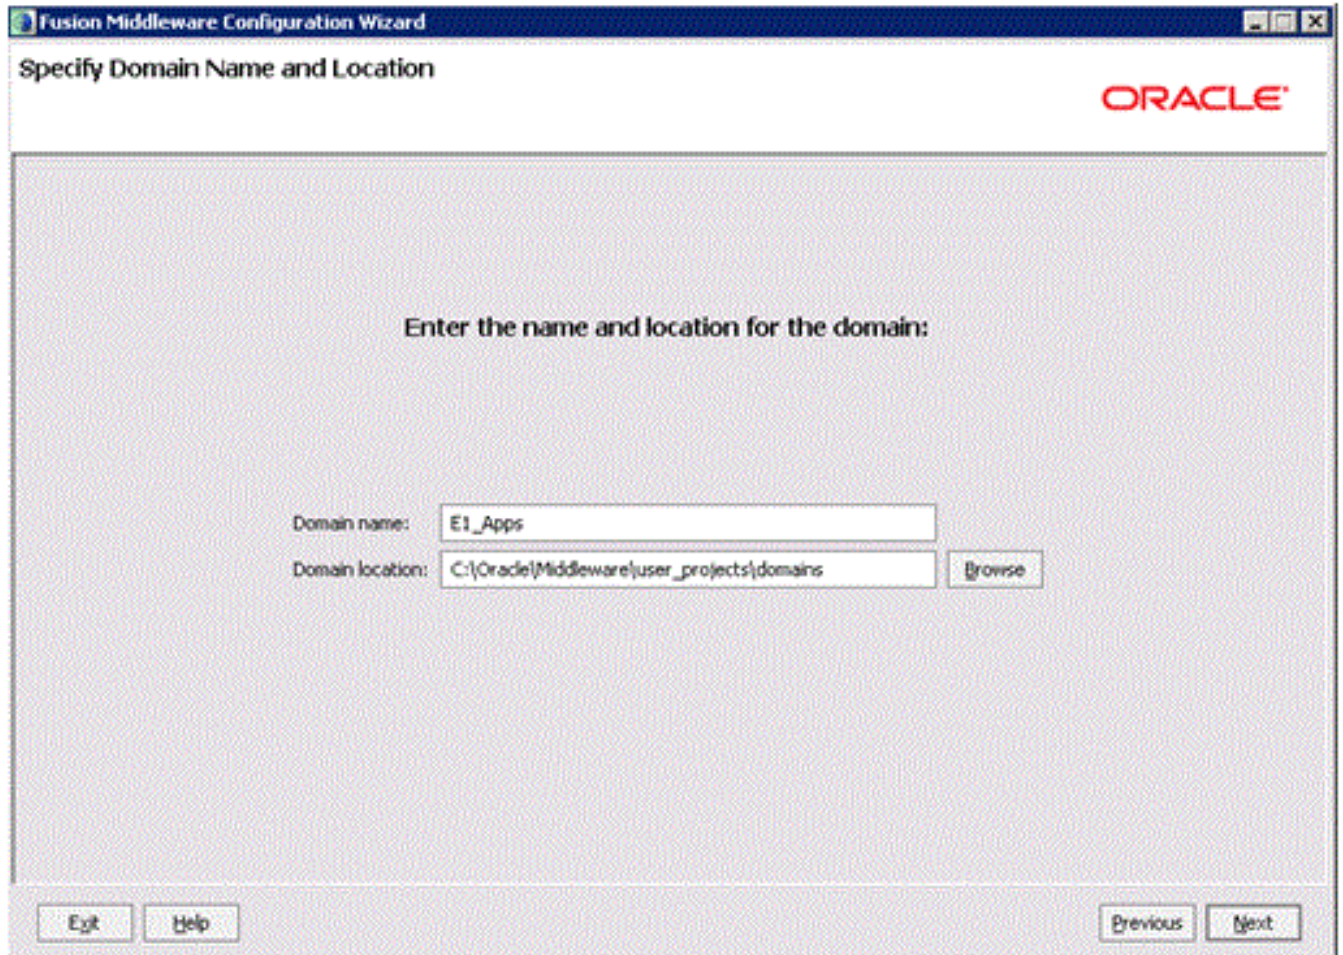 Fusion Middleware Configuration Wizard
Specify Domain Name and Location
ORACLE
Enter the name and location for the domain:
Domain name: E1_Apps
Domain location: C:\Oracle\Middleware\user_projects\domains Browse
Exit Help Previous Next